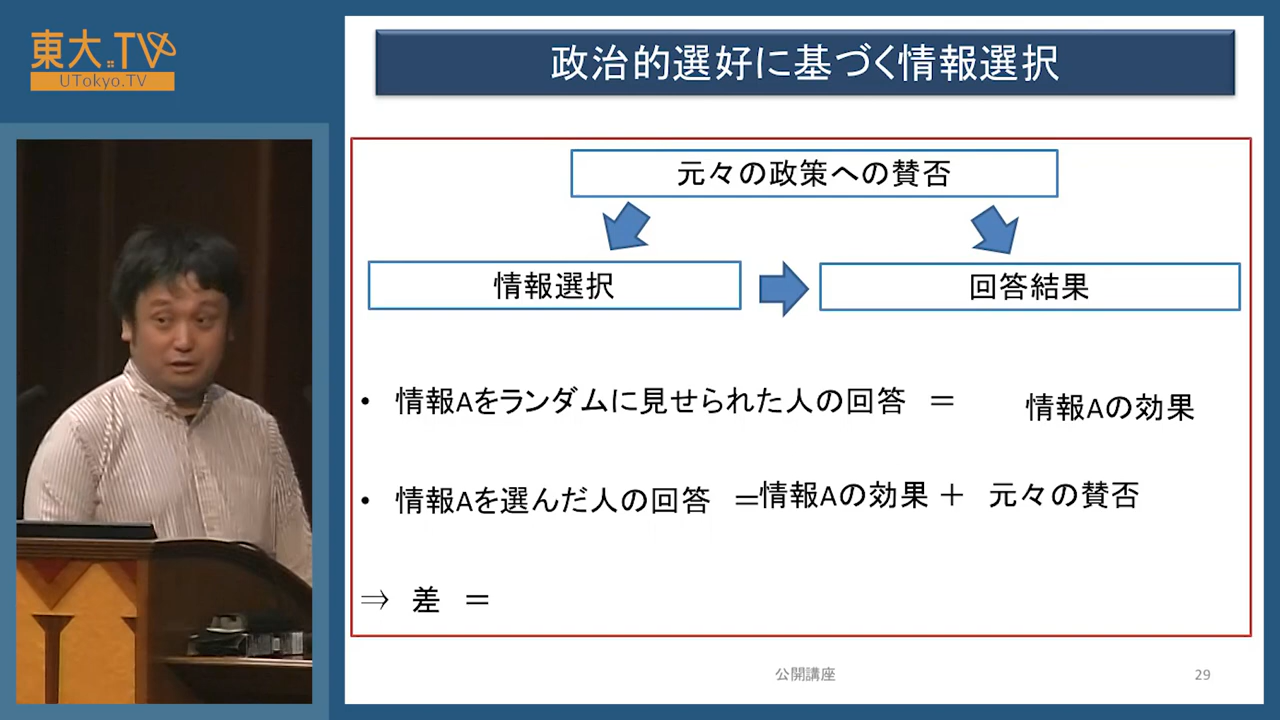 東大.TV
UTokyo.TV
政治的選好に基づく情報選択
元々の政策への賛否
情報選択
回答結果
• 情報Aをランダムに見せられた人の回答 ＝ 情報Aの効果
• 情報Aを選んだ人の回答 ＝情報Aの効果 ＋ 元々の賛否
⇒ 差 ＝
公開講座
29